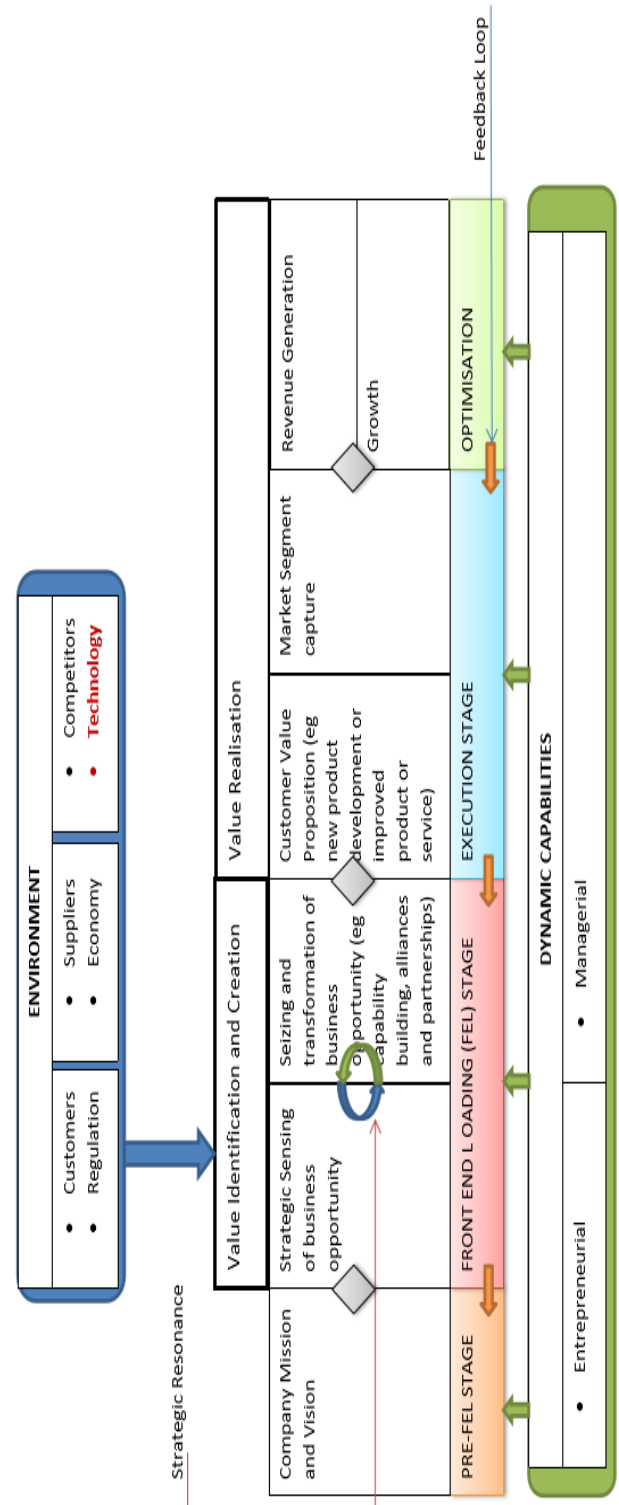 ENVIRONMENT
• Customers
• Regulation
• Suppliers
• Economy
• Competitors
• Technology
Strategic Resonance
Value Identification and Creation
Value Realisation
Company Mission
and Vision
Strategic Sensing
of business
opportunity
Seizing and
transformation of
business
opportunity (eg
capability
building, alliances
and partnerships)
Customer Value
Proposition (eg
new product
development or
improved
product or
service)
Market Segment
capture
Revenue Generation
Growth
PRE-FEL STAGE
FRONT END LOADING (FEL) STAGE
EXECUTION STAGE
OPTIMISATION
Feedback Loop
DYNAMIC CAPABILITIES
• Entrepreneurial
• Managerial